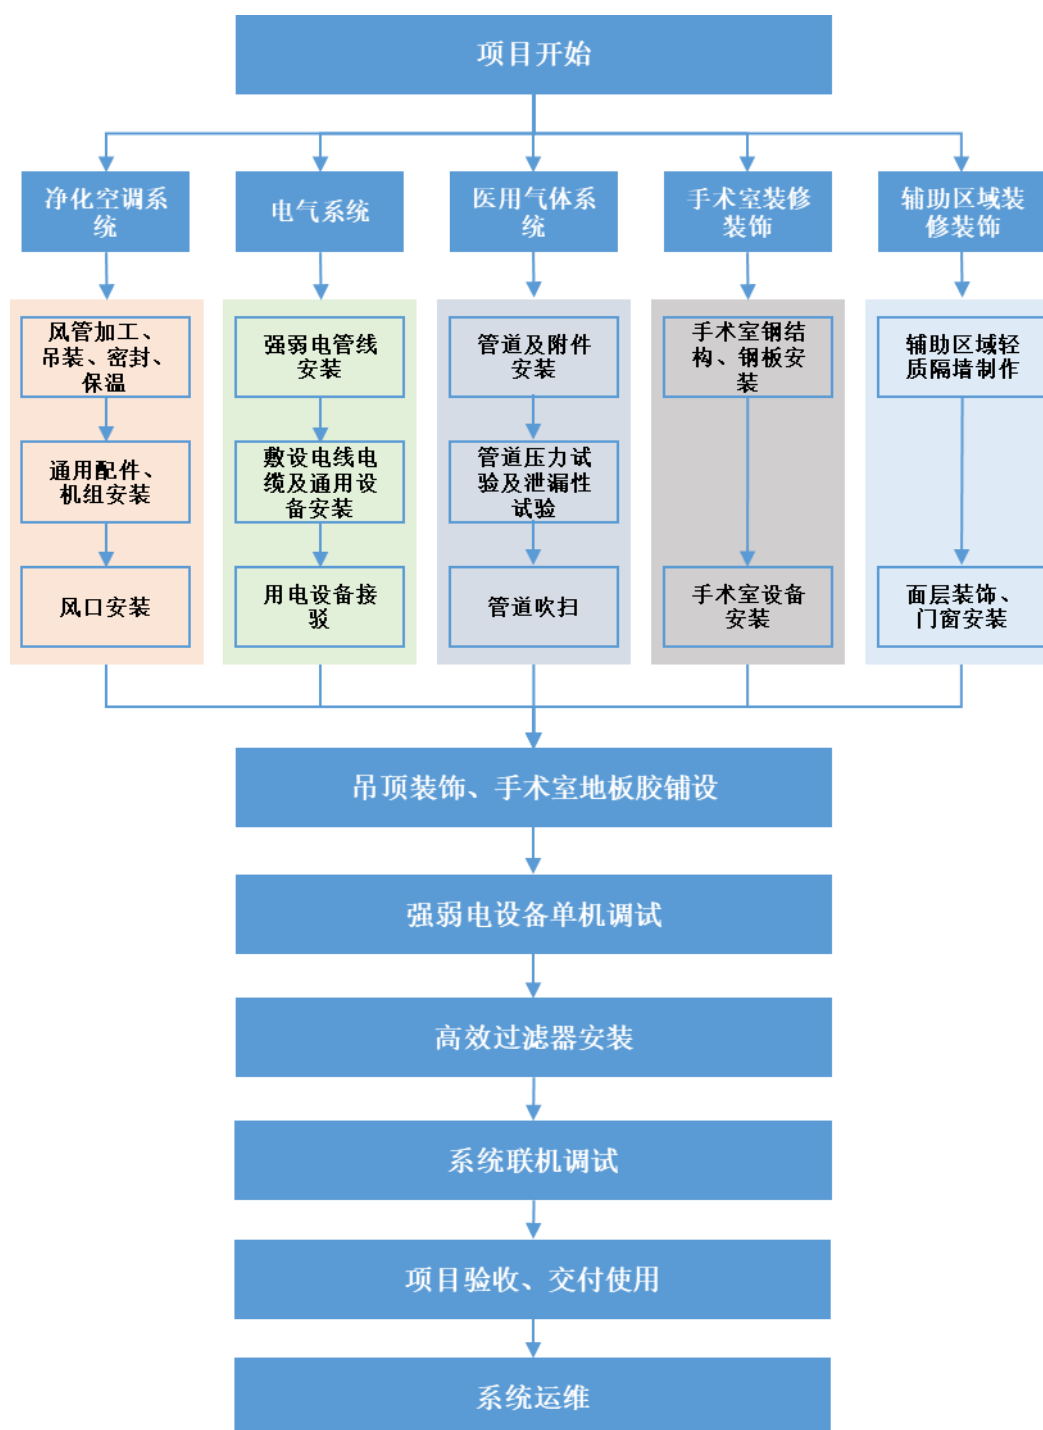 项目开始
净化空调系
统
电气系统
医用气体系
统
手术室装修
装饰
辅助区域装
修装饰
风管加工、
吊装、密封、
保温
通用配件、
机组安装
风口安装
强弱电管线
安装
敷设电线电
缆及通用设
备安装
用电设备接
驳
管道及附件
安装
管道压力试
验及泄漏性
试验
管道吹扫
手术室钢结
构、钢板安
装
手术室设备
安装
辅助区域轻
质隔墙制作
面层装饰、
门窗安装
吊顶装饰、手术室地板胶铺设
强弱电设备单机调试
高效过滤器安装
系统联机调试
项目验收、交付使用
系统运维